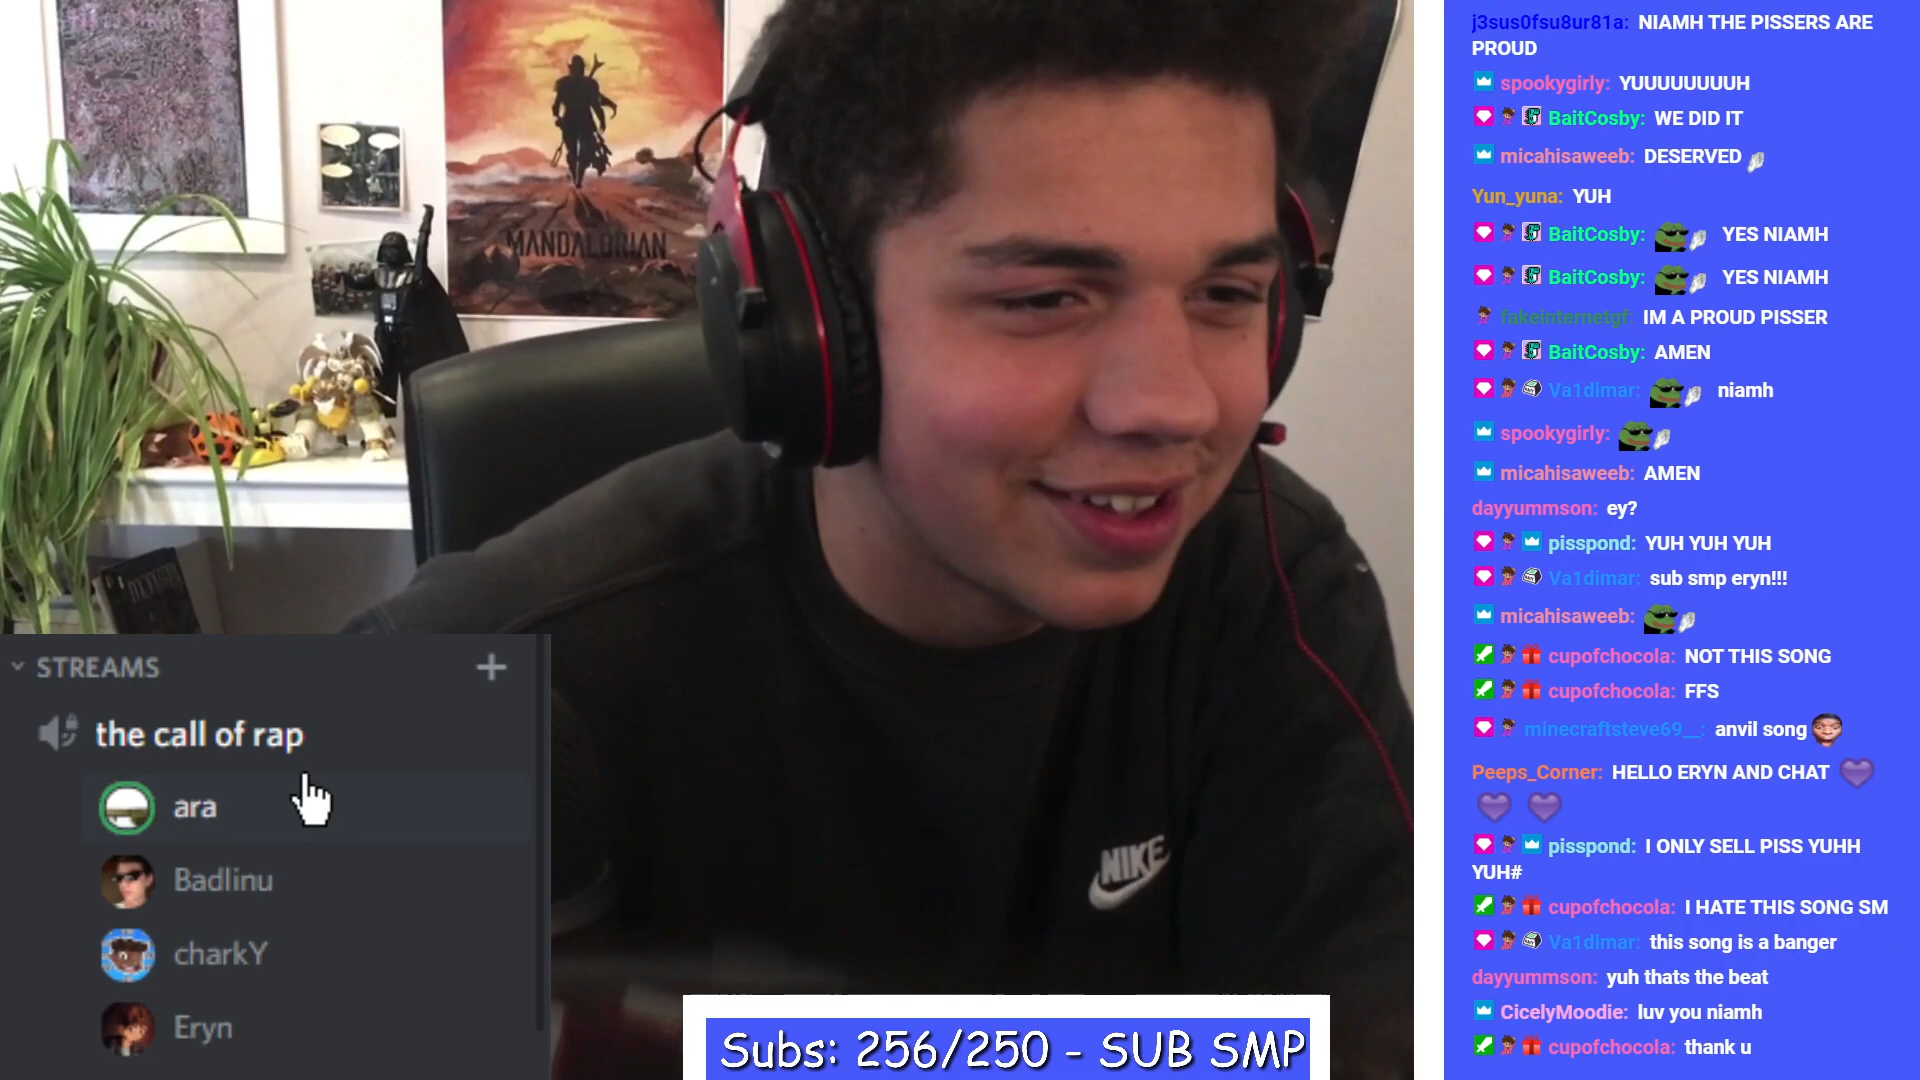 MANDALORIAN
NIKE
STREAMS
the call of rap
ara
Badlinu
charkY
Eryn
Subs: 256/250 - SUB SMP
j3sus0fsu8ur81a: NIAMH THE PISSERS ARE
PROUD
spookygirly: YUUUUUUUUH
BaitCosby: WE DID IT
micahisaweeb: DESERVED
Yun_yuna: YUH
BaitCosby: YES NIAMH
BaitCosby: YES NIAMH
fakeinternetgf: IM A PROUD PISSER
BaitCosby: AMEN
Va1dimar: niamh
spookygirly:
micahisaweeb: AMEN
dayyummson: ey?
pisspond: YUH YUH YUH
Va1dimar: sub smp eryn!!!
micahisaweeb:
cupofchocola: NOT THIS SONG
cupofchocola: FFS
minecraftsteve69__: anvil song
Peeps_Corner: HELLO ERYN AND CHAT
pisspond: I ONLY SELL PISS YUHH
YUH#
cupofchocola: I HATE THIS SONG SM
Va1dimar: this song is a banger
dayyummson: yuh thats the beat
CicelyMoodie: luv you niamh
cupofchocola: thank u